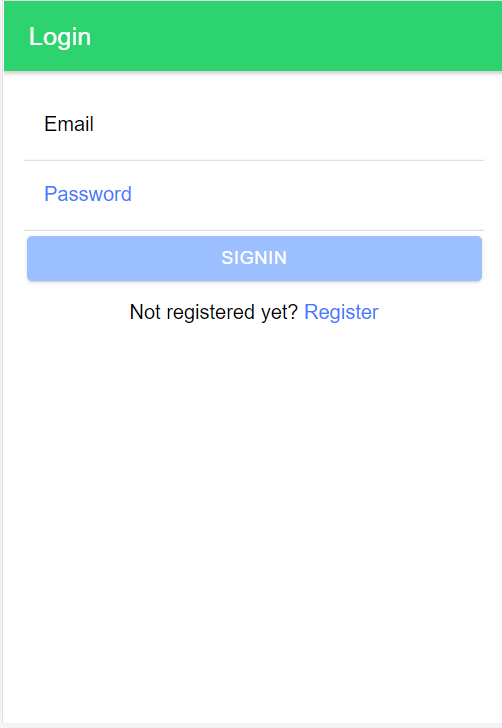 Login
Email
Password
SIGNIN
Not registered yet? Register